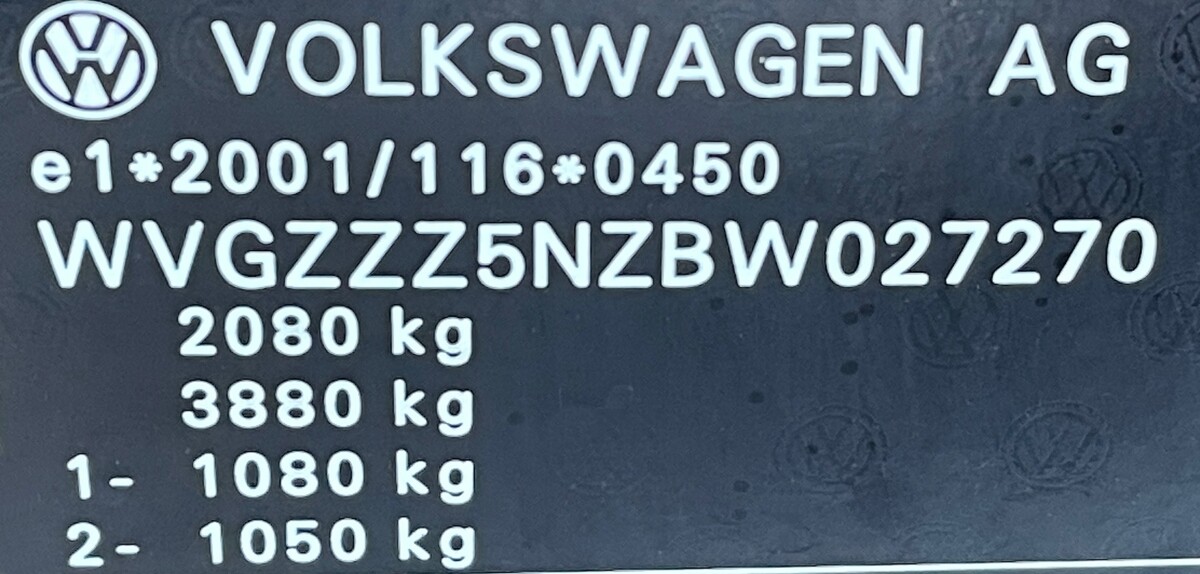 VOLKSWAGEN AG
e1*2001/116*0450
WVGZZZ5NZBW027270
2080 kg
3880 kg
1- 1080 kg
2- 1050 kg